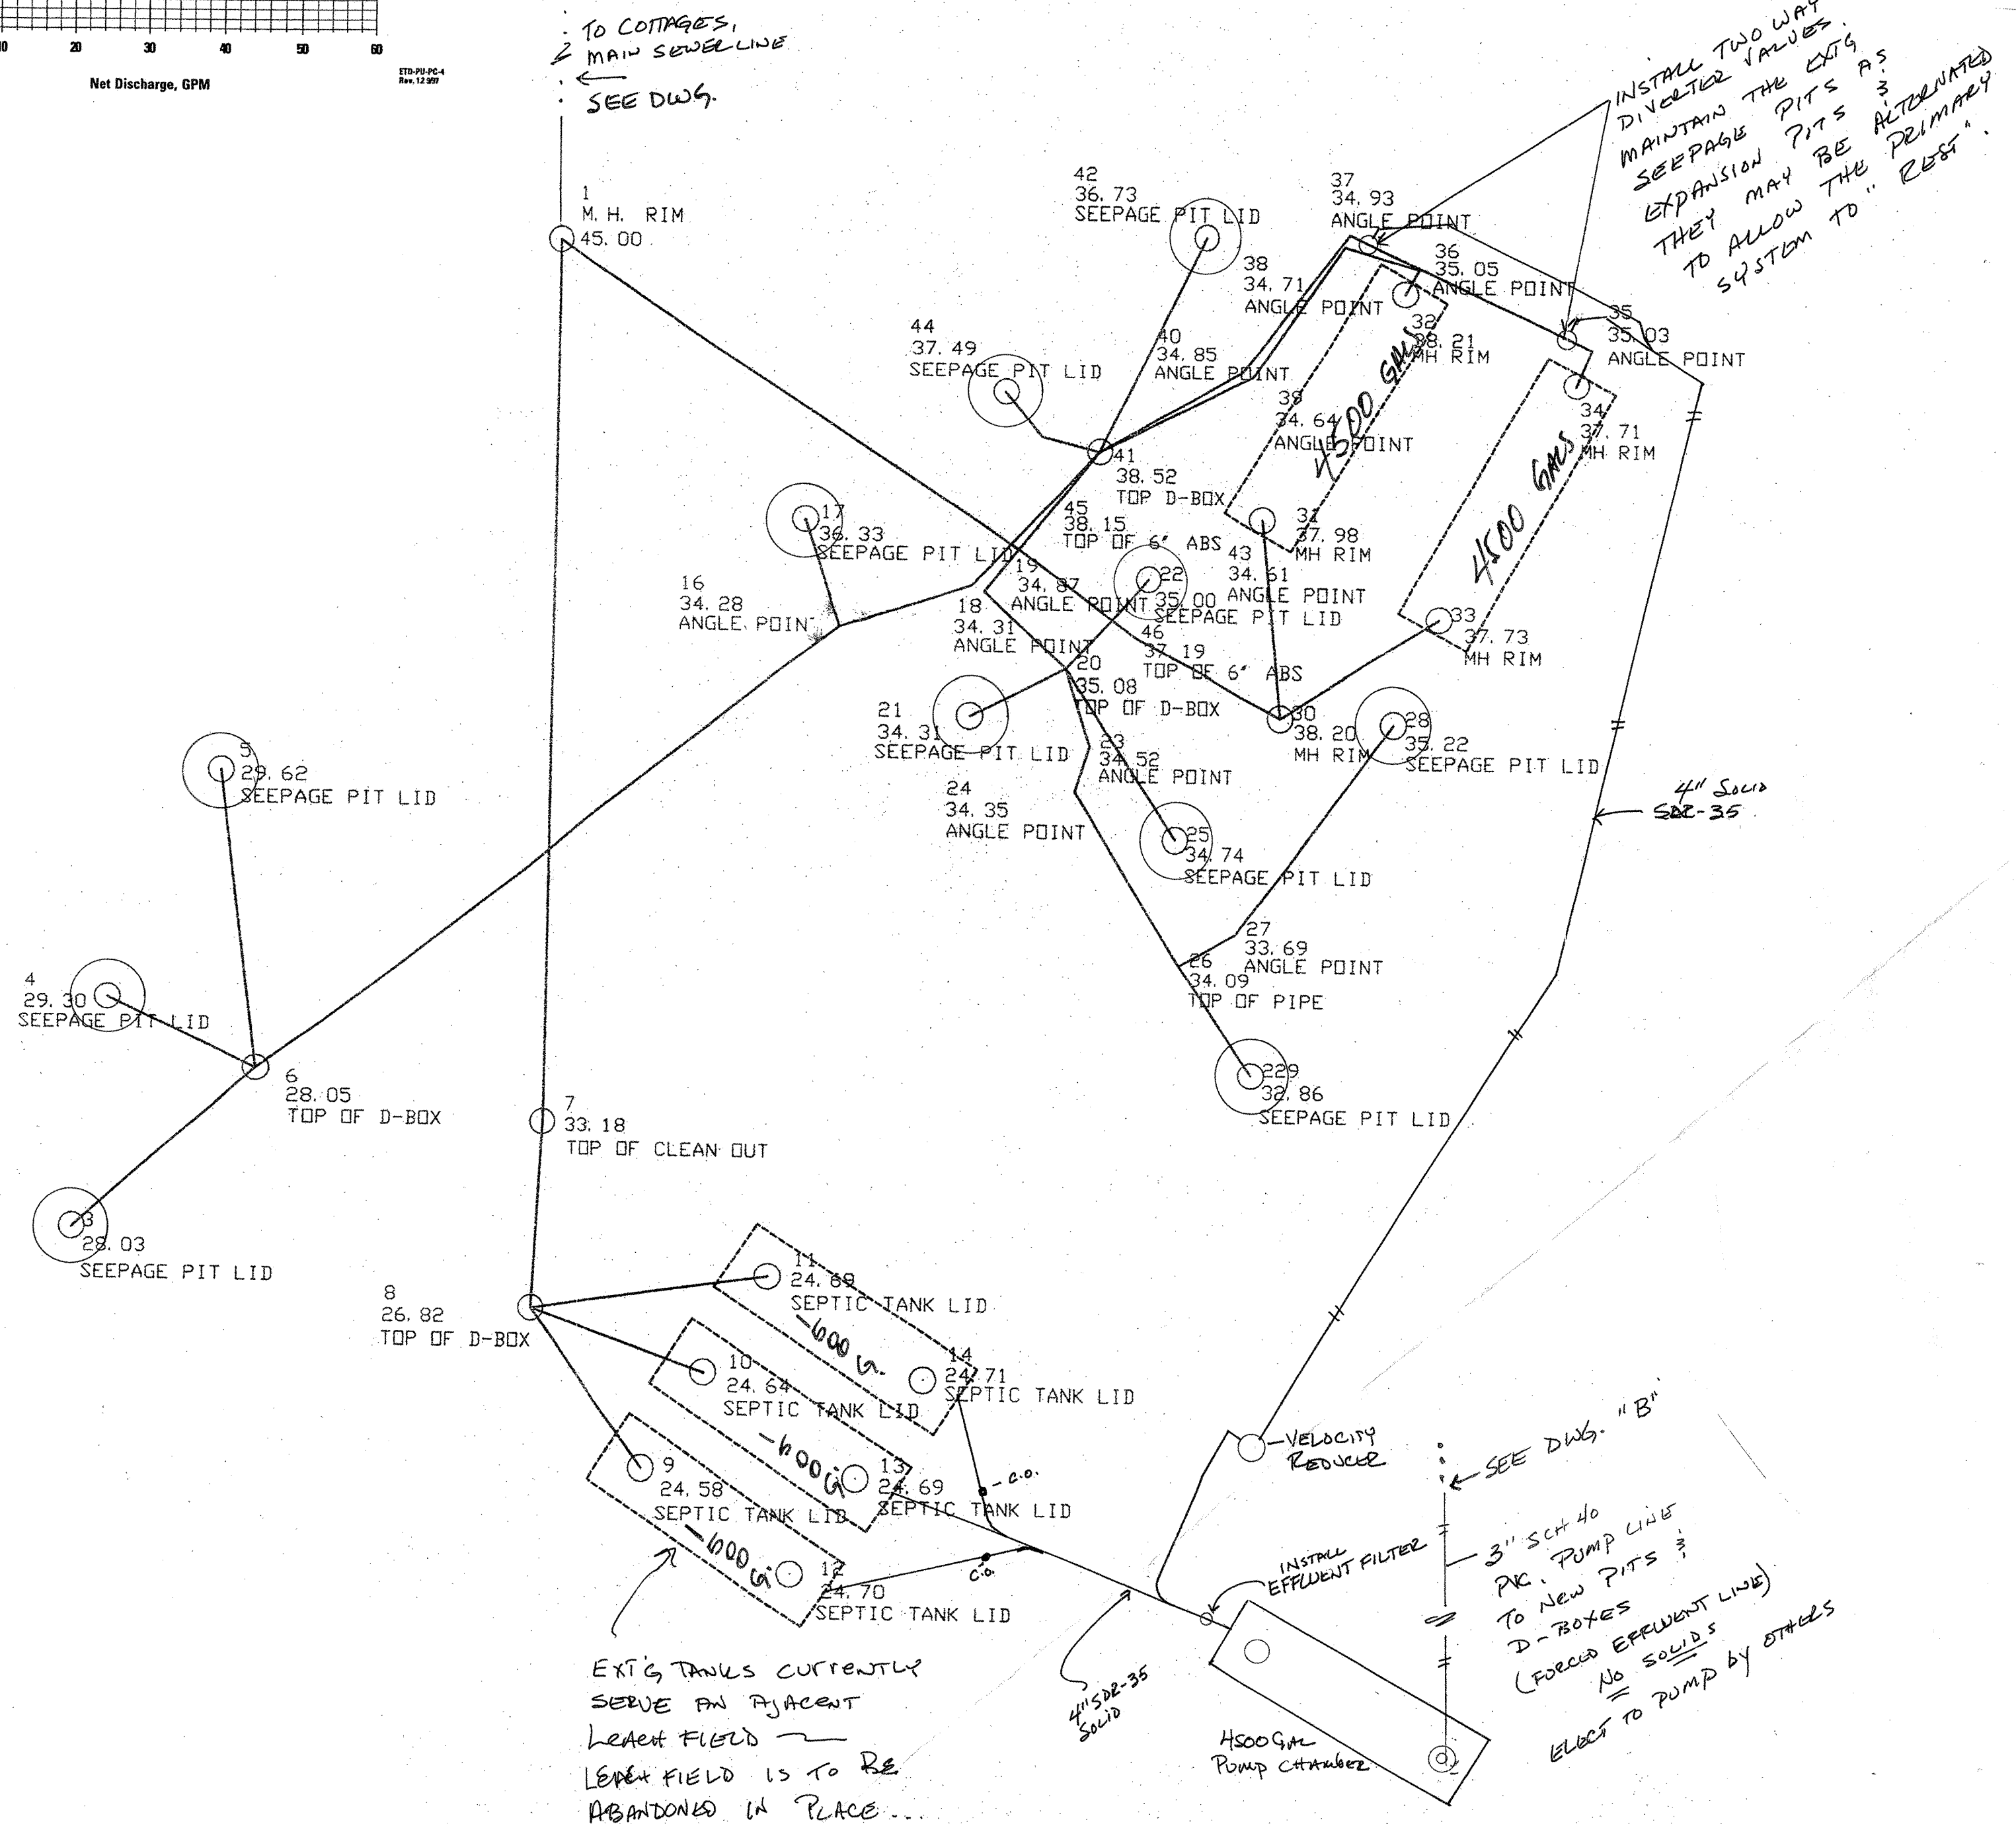 10 20 30 40 50 60
Net Discharge, GPM
ETD-PU-PC-4
Rev. 1.2 9/97
TO COTTAGES,
MAIN SEWERLINE
SEE DWG.
INSTALL TWO WAY
DIVERTER VALVES.
MAINTAIN THE EXT'G
SEEPAGE PITS AS
EXPANSION PITS &
THEY MAY BE ALTERNATED
TO ALLOW THE PRIMARY
SYSTEM TO "REST".
1
M. H. RIM
45. 00
42
36. 73
SEEPAGE PIT LID
37
34. 93
ANGLE POINT
36
35. 05
ANGLE POINT
38
34. 71
ANGLE POINT
35
35. 03
ANGLE POINT
32
38. 21
MH RIM
44
37. 49
SEEPAGE PIT LID
40
34. 85
ANGLE POINT
39
34. 64
ANGLE POINT
4500 GALS
34
37. 71
MH RIM
4500 GALS
41
38. 52
TOP D-BOX
45
38. 15
TOP OF 6" ABS
31
37. 98
MH RIM
17
36. 33
SEEPAGE PIT LID
43
34. 61
ANGLE POINT
19
34. 87
ANGLE POINT
22
35. 00
SEEPAGE PIT LID
16
34. 28
ANGLE POIN
18
34. 31
ANGLE POINT
46
37. 19
TOP OF 6" ABS
33
37. 73
MH RIM
20
35. 08
TOP OF D-BOX
21
34. 31
SEEPAGE PIT LID
30
38. 20
MH RIM
28
35. 22
SEEPAGE PIT LID
23
34. 52
ANGLE POINT
24
34. 35
ANGLE POINT
5
29. 62
SEEPAGE PIT LID
4" SOLID
SDR-35
25
34. 74
SEEPAGE PIT LID
27
33. 69
ANGLE POINT
26
34. 09
TOP OF PIPE
4
29. 30
SEEPAGE PIT LID
6
28. 05
TOP OF D-BOX
229
32. 86
SEEPAGE PIT LID
7
33. 18
TOP OF CLEAN OUT
3
28. 03
SEEPAGE PIT LID
8
26. 82
TOP OF D-BOX
11
24. 69
SEPTIC TANK LID
-600 G.
14
24. 71
SEPTIC TANK LID
10
24. 64
SEPTIC TANK LID
-600 G.
13
24. 69
SEPTIC TANK LID
9
24. 58
SEPTIC TANK LID
-600 G.
12
24. 70
SEPTIC TANK LID
- C.O.
C.O.
VELOCITY
REDUCER
SEE DWG. "B"
INSTALL
EFFLUENT FILTER
3" SCH 40
PVC. PUMP LINE
TO NEW PITS &
D-BOXES
(FORCED EFFLUENT LINE)
NO SOLIDS
ELECT TO PUMP by OTHERS
4" SDR-35
SOLID
4500 GAL
PUMP CHAMBER
EXT'G TANKS CURRENTLY
SERVE AN AJACENT
LEACH FIELD —
LEACH FIELD IS TO BE
ABANDONED IN PLACE...